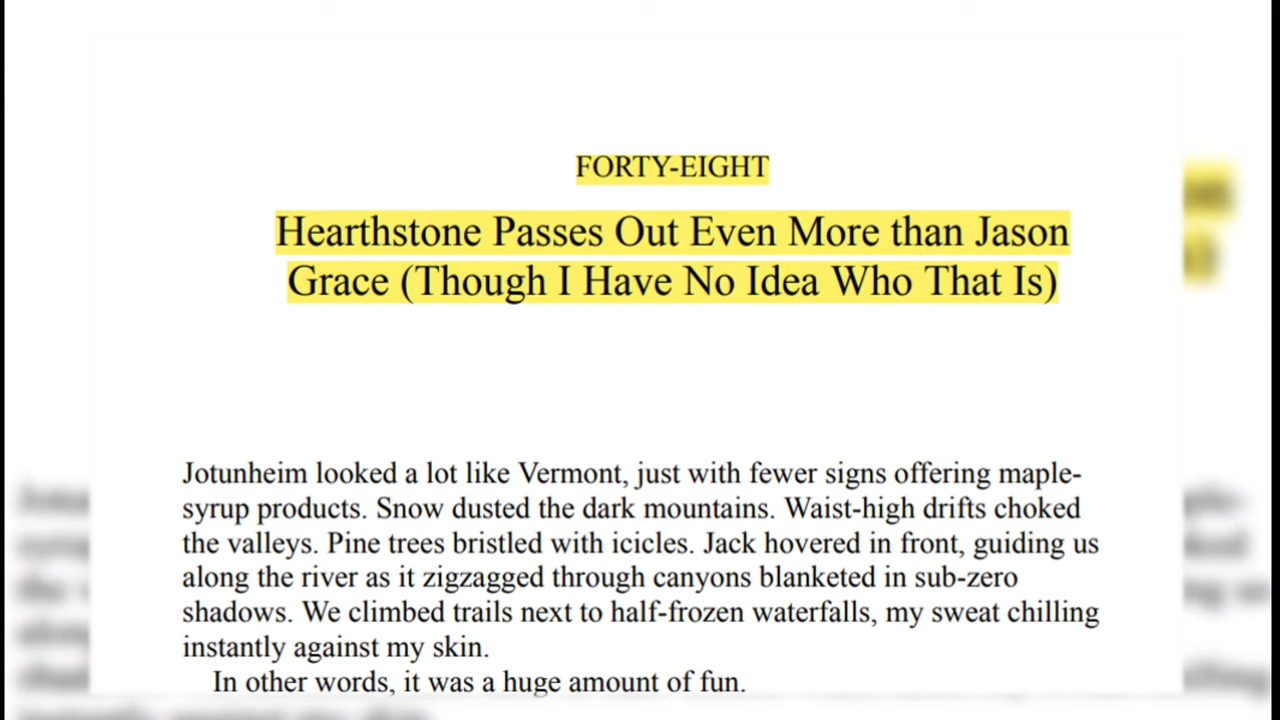 FORTY-EIGHT
Hearthstone Passes Out Even More than Jason
Grace (Though I Have No Idea Who That Is)
Jotunheim looked a lot like Vermont, just with fewer signs offering maple-
syrup products. Snow dusted the dark mountains. Waist-high drifts choked
the valleys. Pine trees bristled with icicles. Jack hovered in front, guiding us
along the river as it zigzagged through canyons blanketed in sub-zero
shadows. We climbed trails next to half-frozen waterfalls, my sweat chilling
instantly against my skin.
In other words, it was a huge amount of fun.